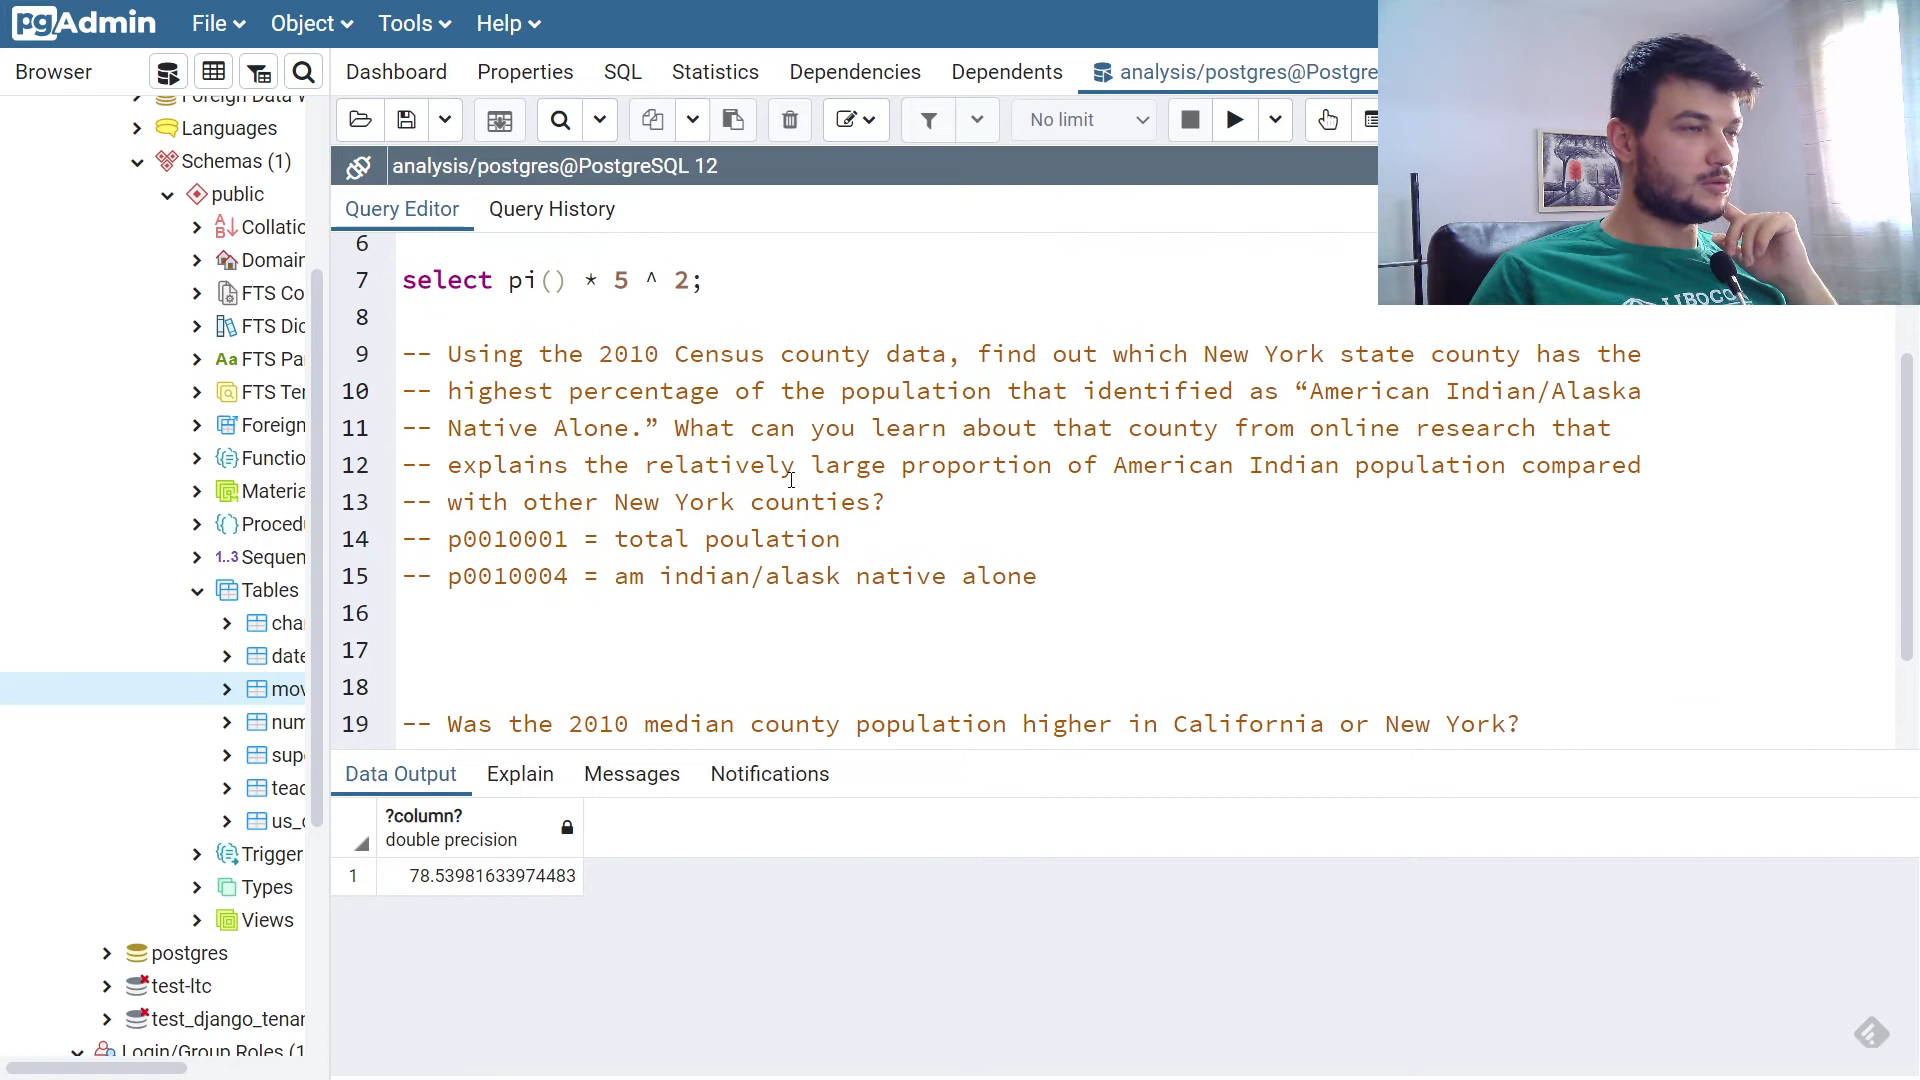 pgAdmin File Object Tools Help
Browser Dashboard Properties SQL Statistics Dependencies Dependents analysis/postgres@Postgre
No limit
analysis/postgres@PostgreSQL 12
Query Editor Query History
Languages
Schemas (1)
public
Collatio
Domain
FTS Co
FTS Dic
Aa FTS Pa
FTS Te
Foreign
Functio
Materia
Proced
1..3 Sequen
Tables
cha
date
mov
num
sup
teac
us_c
Trigger
Types
Views
postgres
test-ltc
test_django_tenan
Login/Group Roles (1
6
7 select pi() * 5 ^ 2;
8
9 -- Using the 2010 Census county data, find out which New York state county has the
10 -- highest percentage of the population that identified as “American Indian/Alaska
11 -- Native Alone.” What can you learn about that county from online research that
12 -- explains the relatively large proportion of American Indian population compared
13 -- with other New York counties?
14 -- p0010001 = total poulation
15 -- p0010004 = am indian/alask native alone
16
17
18
19 -- Was the 2010 median county population higher in California or New York?
Data Output Explain Messages Notifications
?column?
double precision
1 78.53981633974483